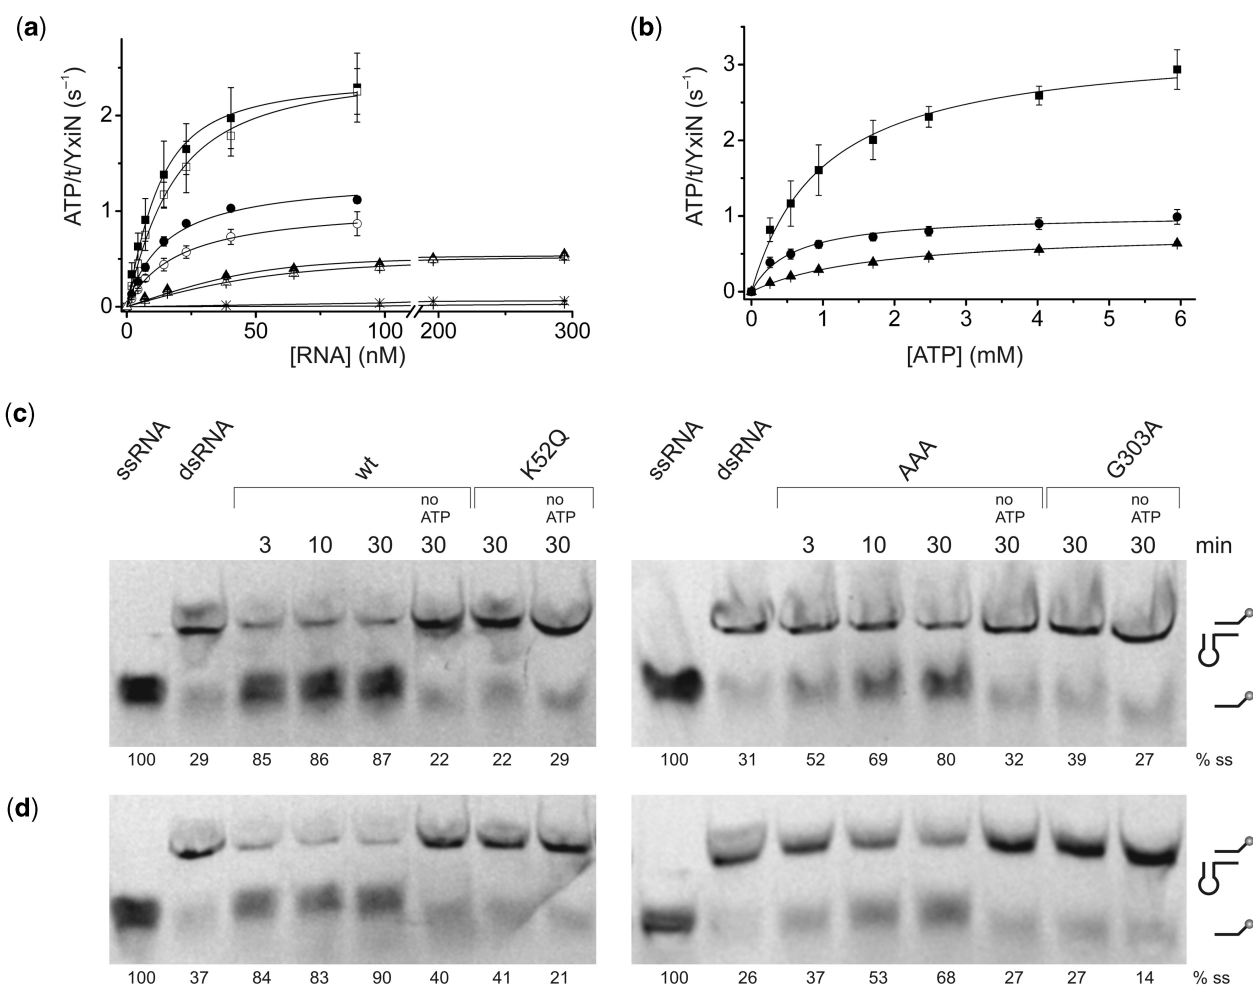 (a)
ATP/t/YxiN (s⁻¹)
2
1
0
0 50 100 200 300
[RNA] (nM)
(b)
ATP/t/YxiN (s⁻¹)
3
2
1
0
0 1 2 3 4 5 6
[ATP] (mM)
(c)
ssRNA dsRNA wt K52Q ssRNA dsRNA AAA G303A
no ATP no ATP no ATP no ATP
3 10 30 30 30 30 3 10 30 30 30 30 min
100 29 85 86 87 22 22 29 100 31 52 69 80 32 39 27 % ss
(d)
100 37 84 83 90 40 41 21 100 26 37 53 68 27 27 14 % ss